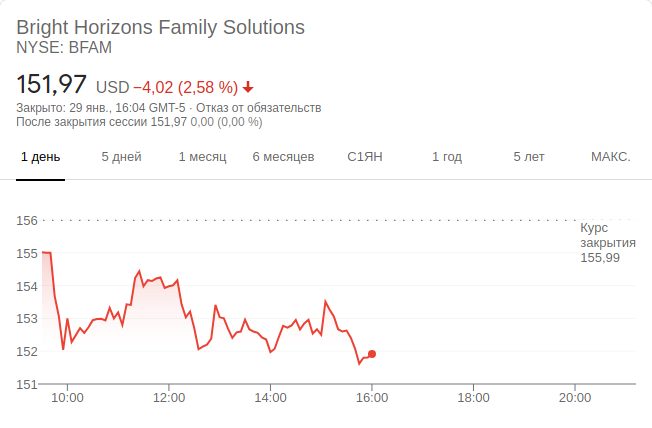 Bright Horizons Family Solutions
NYSE: BFAM
151,97 USD −4,02 (2,58 %)
Закрыто: 29 янв., 16:04 GMT-5 · Отказ от обязательств
После закрытия сессии 151,97 0,00 (0,00 %)
1 день 5 дней 1 месяц 6 месяцев С1ЯН 1 год 5 лет МАКС.
156
Курс
закрытия
155,99
155
154
153
152
151
10:00 12:00 14:00 16:00 18:00 20:00